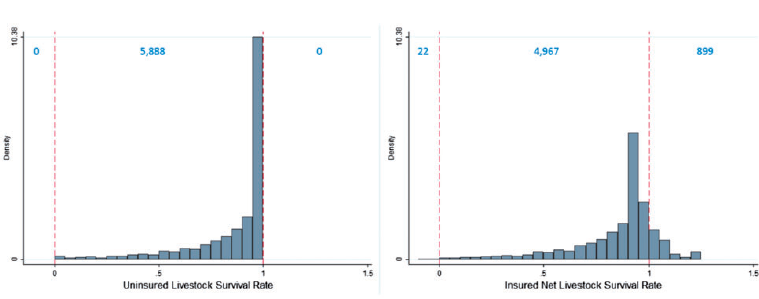 10.38
0 5,888 0
Density
0
0 .5 1 1.5
Uninsured Livestock Survival Rate
10.38
22 4,967 899
Density
0
0 .5 1 1.5
Insured Net Livestock Survival Rate